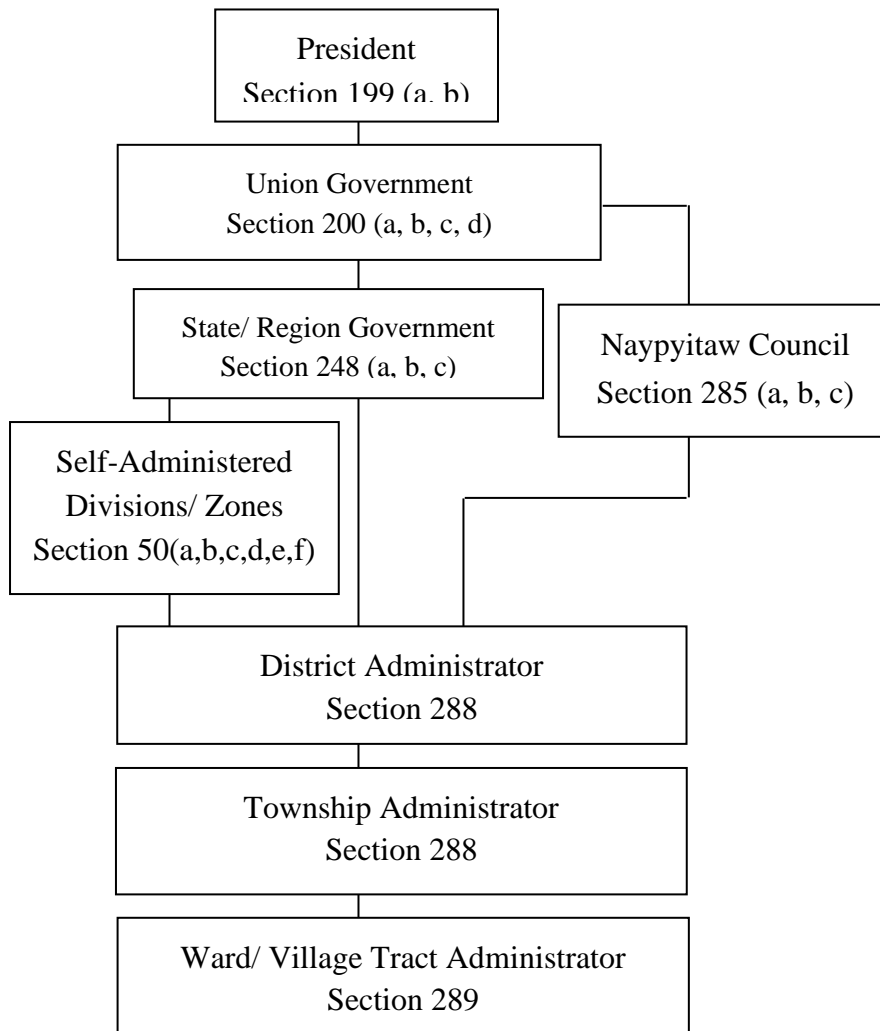 President
Section 199 (a, b)
Union Government
Section 200 (a, b, c, d)
State/ Region Government
Section 248 (a, b, c)
Naypyitaw Council
Section 285 (a, b, c)
Self-Administered
Divisions/ Zones
Section 50(a,b,c,d,e,f)
District Administrator
Section 288
Township Administrator
Section 288
Ward/ Village Tract Administrator
Section 289